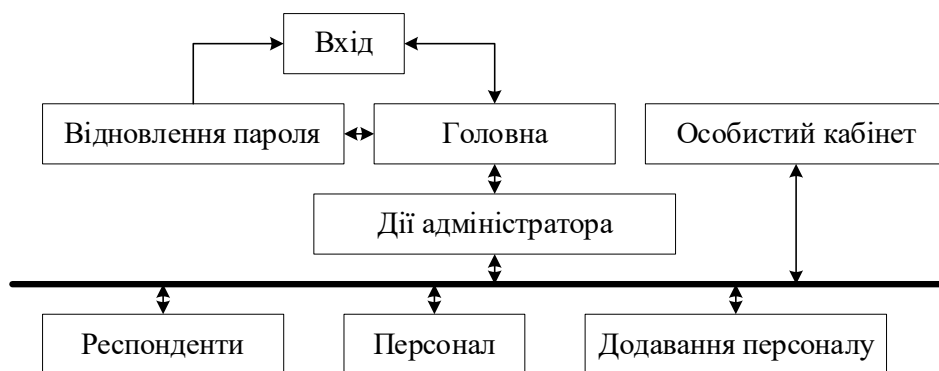 Вхід
Відновлення пароля
Головна
Особистий кабінет
Дії адміністратора
Респонденти
Персонал
Додавання персоналу